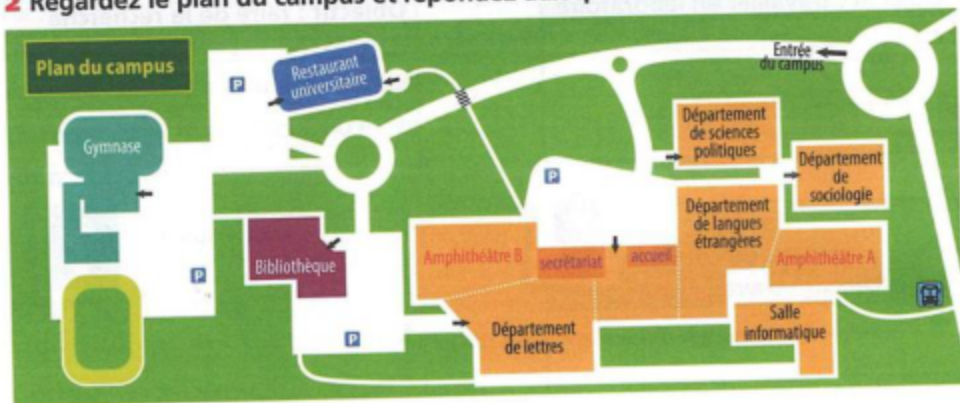 2 Regardez le plan du campus et répondez aux
Plan du campus
P
Restaurant
universitaire
Entrée
du campus
Gymnase
Département
de sciences
politiques
Département
de
sociologie
P
Département
de langues
étrangères
Amphithéâtre B
secrétariat
accueil
Amphithéâtre A
Bibliothèque
P
Salle
informatique
P
Département
de lettres